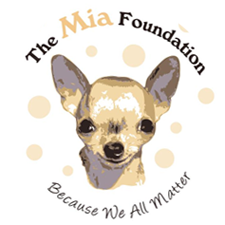 The Mia Foundation
Because We All Matter